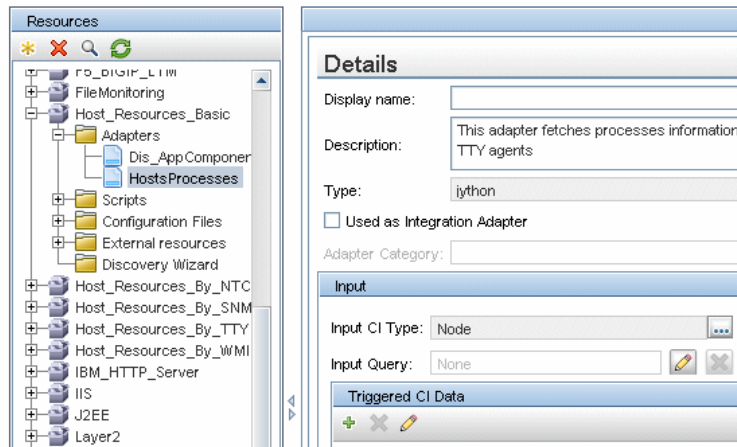 Resources
F5_BIGIP_LTM
FileMonitoring
Host_Resources_Basic
Adapters
Dis_AppComponer
HostsProcesses
Scripts
Configuration Files
External resources
Discovery Wizard
Host_Resources_By_NTC
Host_Resources_By_SNM
Host_Resources_By_TTY
Host_Resources_By_WMI
IBM_HTTP_Server
IIS
J2EE
Layer2
Details
Display name:
Description:
This adapter fetches processes information
TTY agents
Type:
jython
Used as Integration Adapter
Adapter Category:
Input
Input CI Type:
Node
...
Input Query:
None
Triggered CI Data